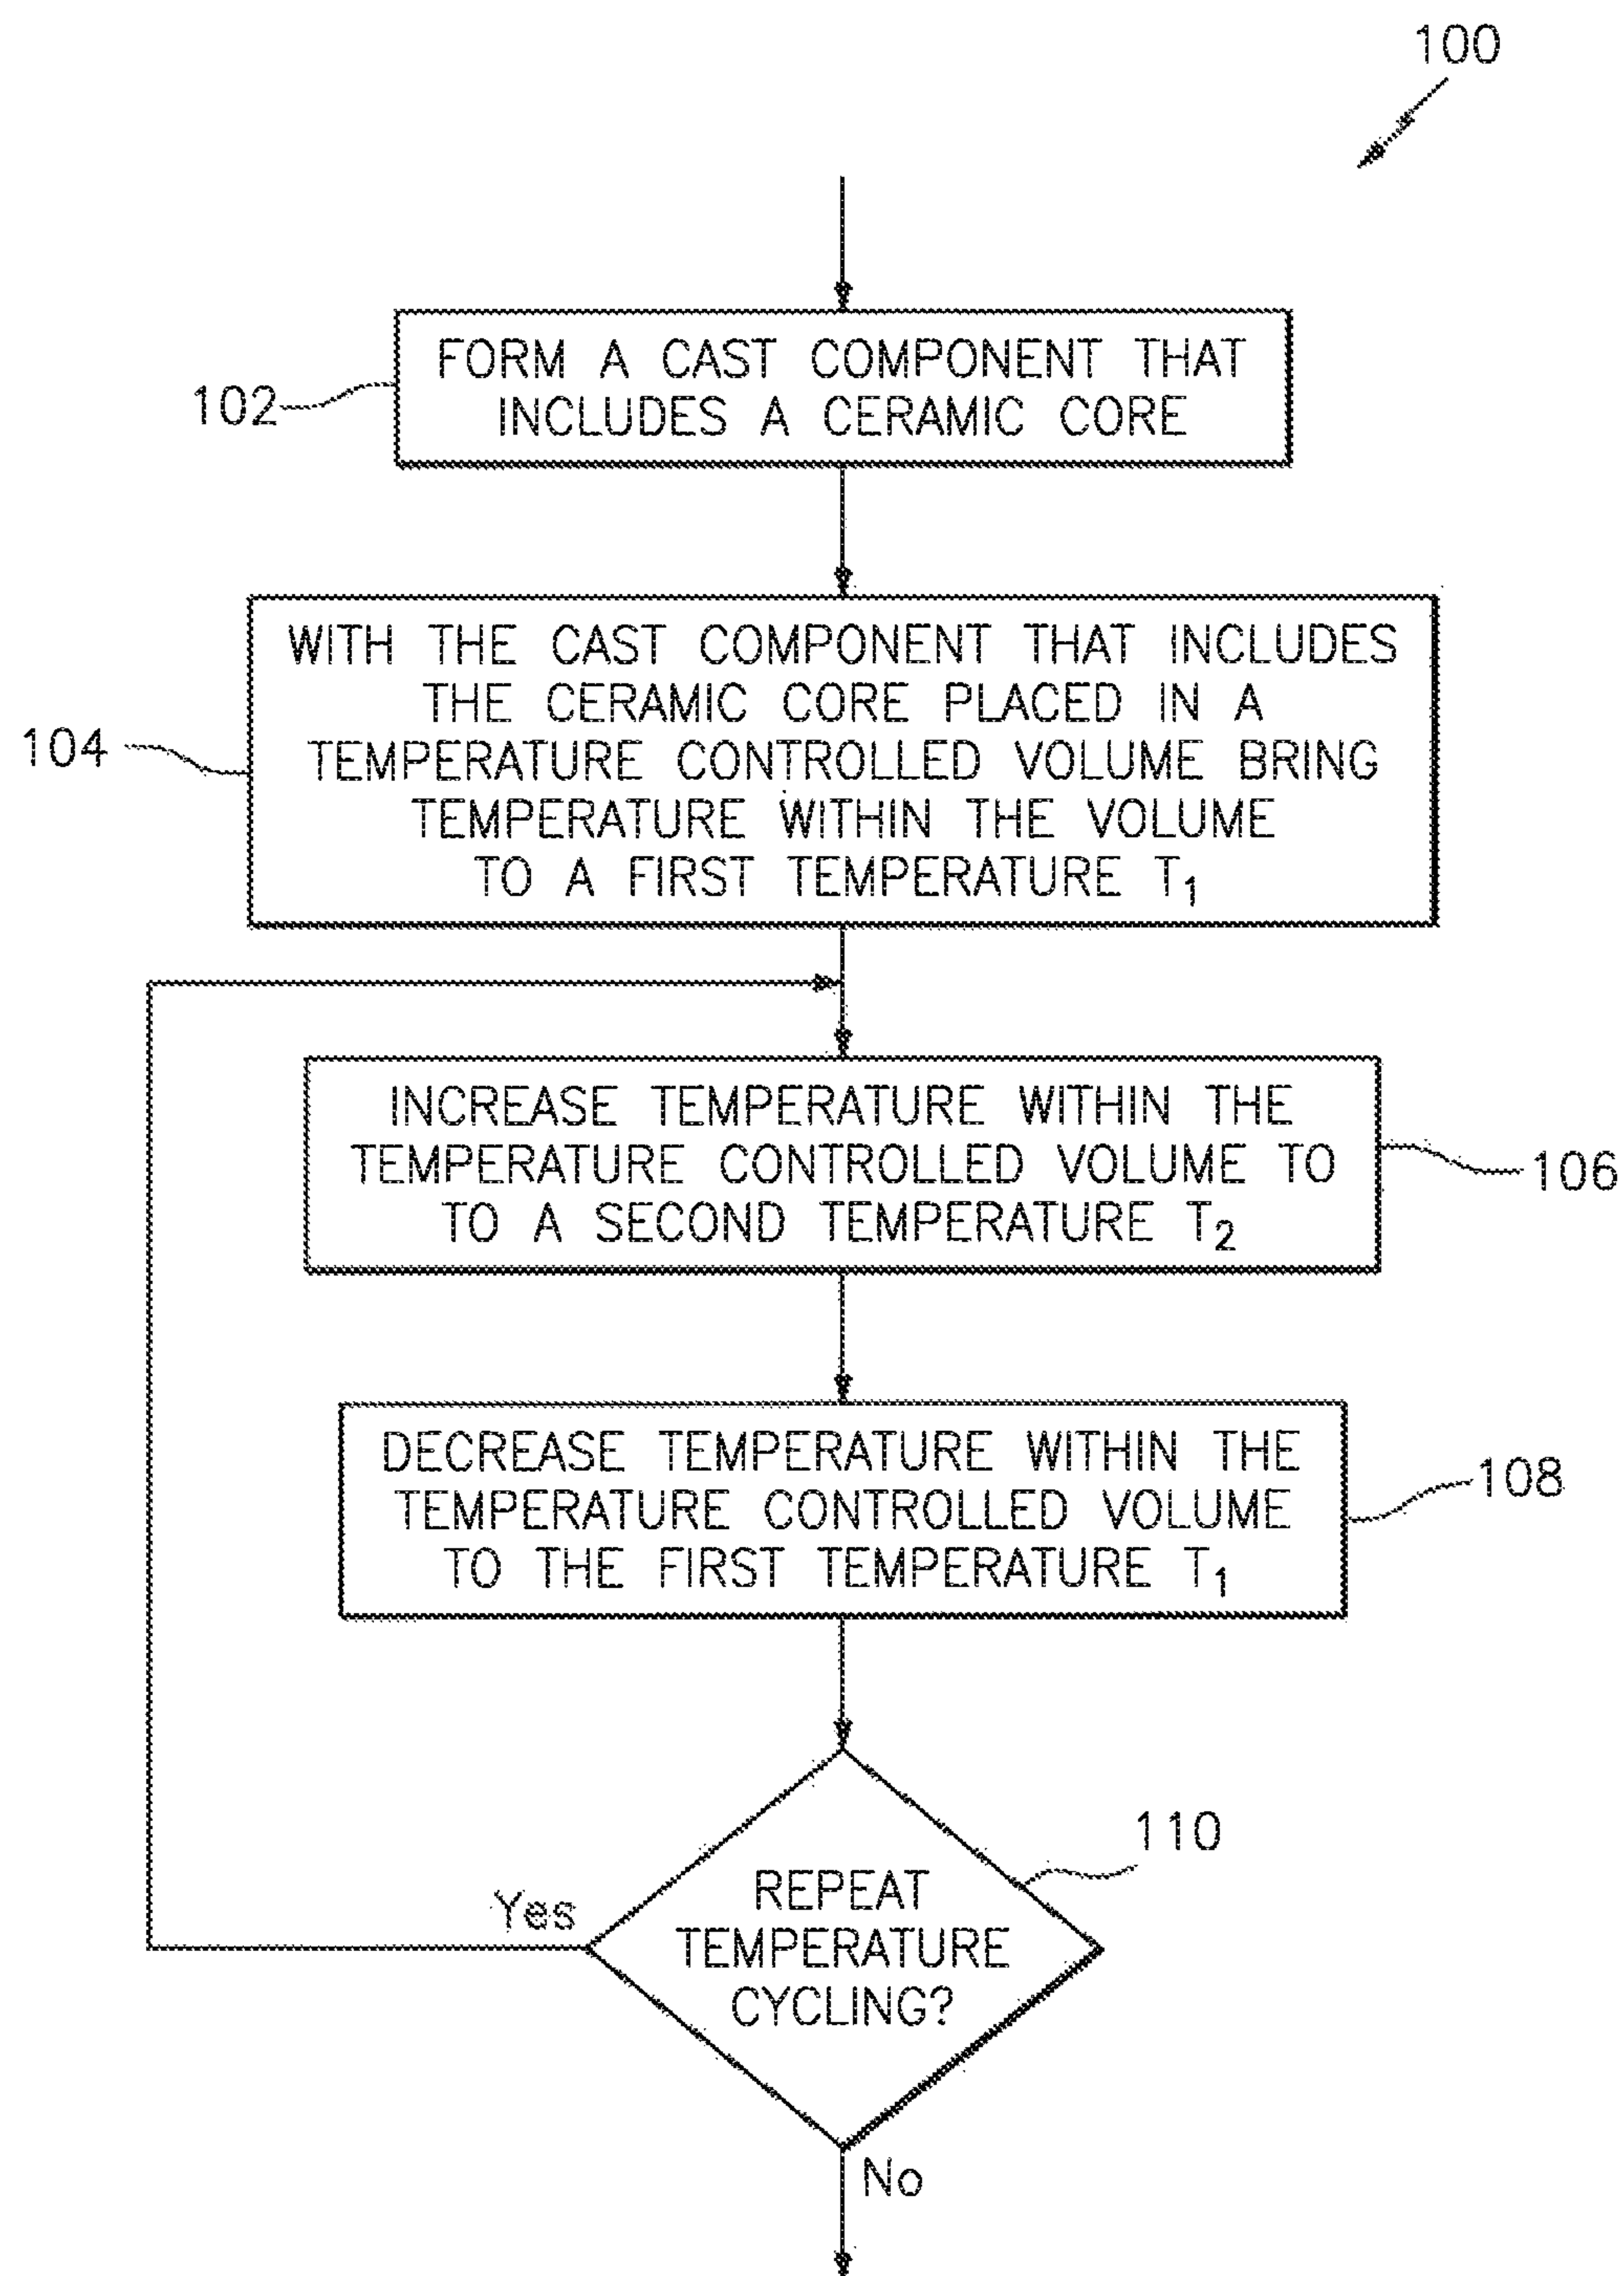 100
FORM A CAST COMPONENT THAT
INCLUDES A CERAMIC CORE
102
WITH THE CAST COMPONENT THAT INCLUDES
THE CERAMIC CORE PLACED IN A
TEMPERATURE CONTROLLED VOLUME BRING
TEMPERATURE WITHIN THE VOLUME
TO A FIRST TEMPERATURE T₁
104
INCREASE TEMPERATURE WITHIN THE
TEMPERATURE CONTROLLED VOLUME TO
TO A SECOND TEMPERATURE T₂
106
DECREASE TEMPERATURE WITHIN THE
TEMPERATURE CONTROLLED VOLUME
TO THE FIRST TEMPERATURE T₁
108
110
REPEAT
TEMPERATURE
CYCLING?
Yes
No